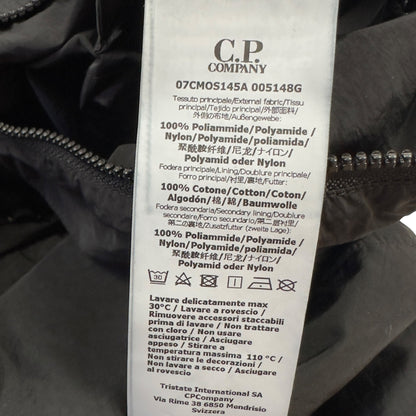 C.P.
COMPANY
07CMOS145A 005148G
Tessuto principale/External fabric/Tissu
principal/Tejido principal/外部面料/
外側の布地/Außengewebe:
100% Poliammide/Polyamide/
Nylon/Polyamide/poliamida/
聚酰胺纤维/尼龙/ナイロン/
Polyamid oder Nylon
Fodera principale/Lining/Doublure principale/
Forro principal/衬里/裏地/Futter:
100% Cotone/Cotton/Coton/
Algodón/棉/綿/Baumwolle
Fodera secondaria/Secondary lining/Doublure
secondaire/Forro secundario/第二层衬里/
第二の裏地/Zusatzfutter (zweite Lage):
100% Poliammide/Polyamide/
Nylon/Polyamide/poliamida/
聚酰胺纤维/尼龙/ナイロン/
Polyamid oder Nylon
30
Lavare delicatamente max
30°C/ Lavare a rovescio/
Rimuovere accessori staccabili
prima di lavare/ Non trattare
con cloro/ Non usare
asciugatrice/ Asciugare
appeso/ Stirare a
temperatura massima 110 °C/
Non stirare le decorazioni/
Non lavare a secco/ Asciugare
al rovescio
Tristate International SA
CPCompany
Via Rime 38 6850 Mendrisio
Svizzera